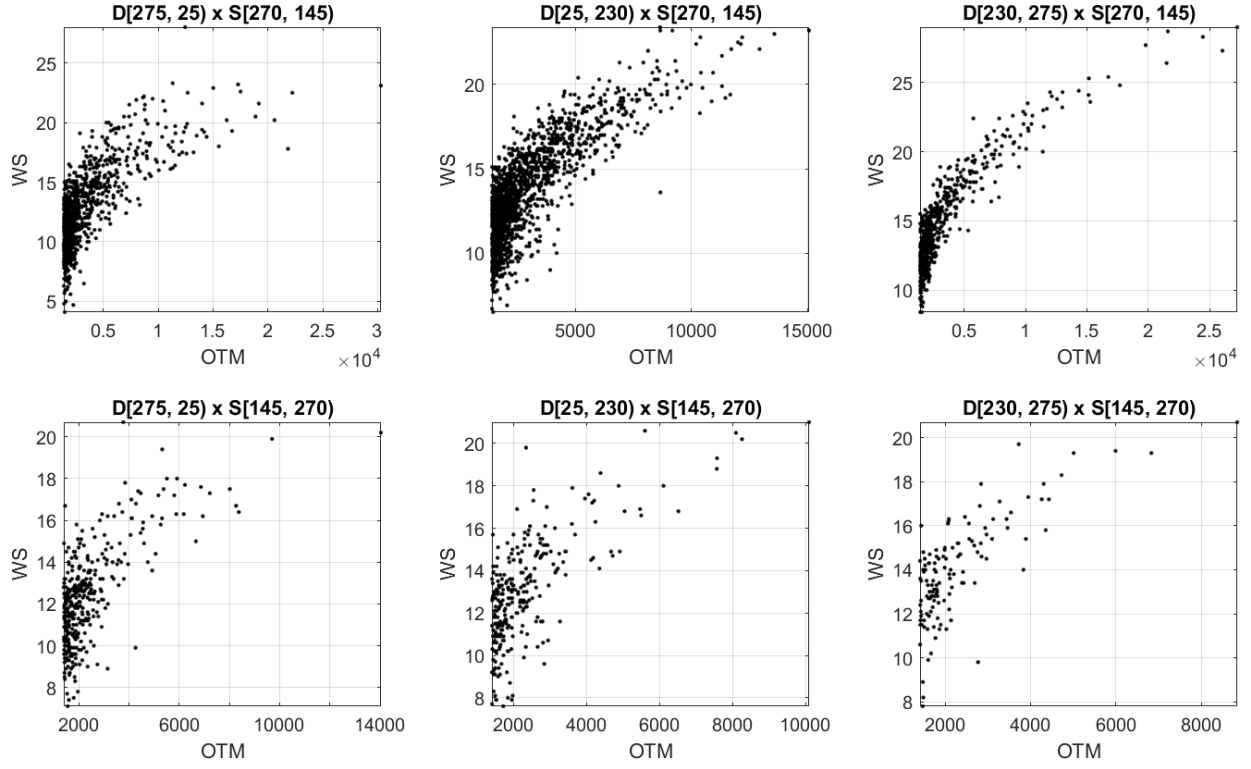 D[275, 25) x S[270, 145)
WS
25
20
15
10
5
0.5 1 1.5 2 2.5 3
OTM ×10⁴
D[25, 230) x S[270, 145)
WS
20
15
10
5000 10000 15000
OTM
D[230, 275) x S[270, 145)
WS
25
20
15
10
0.5 1 1.5 2 2.5
OTM ×10⁴
D[275, 25) x S[145, 270)
WS
20
18
16
14
12
10
8
2000 6000 10000 14000
OTM
D[25, 230) x S[145, 270)
WS
20
18
16
14
12
10
8
2000 4000 6000 8000 10000
OTM
D[230, 275) x S[145, 270)
WS
20
18
16
14
12
10
8
2000 4000 6000 8000
OTM